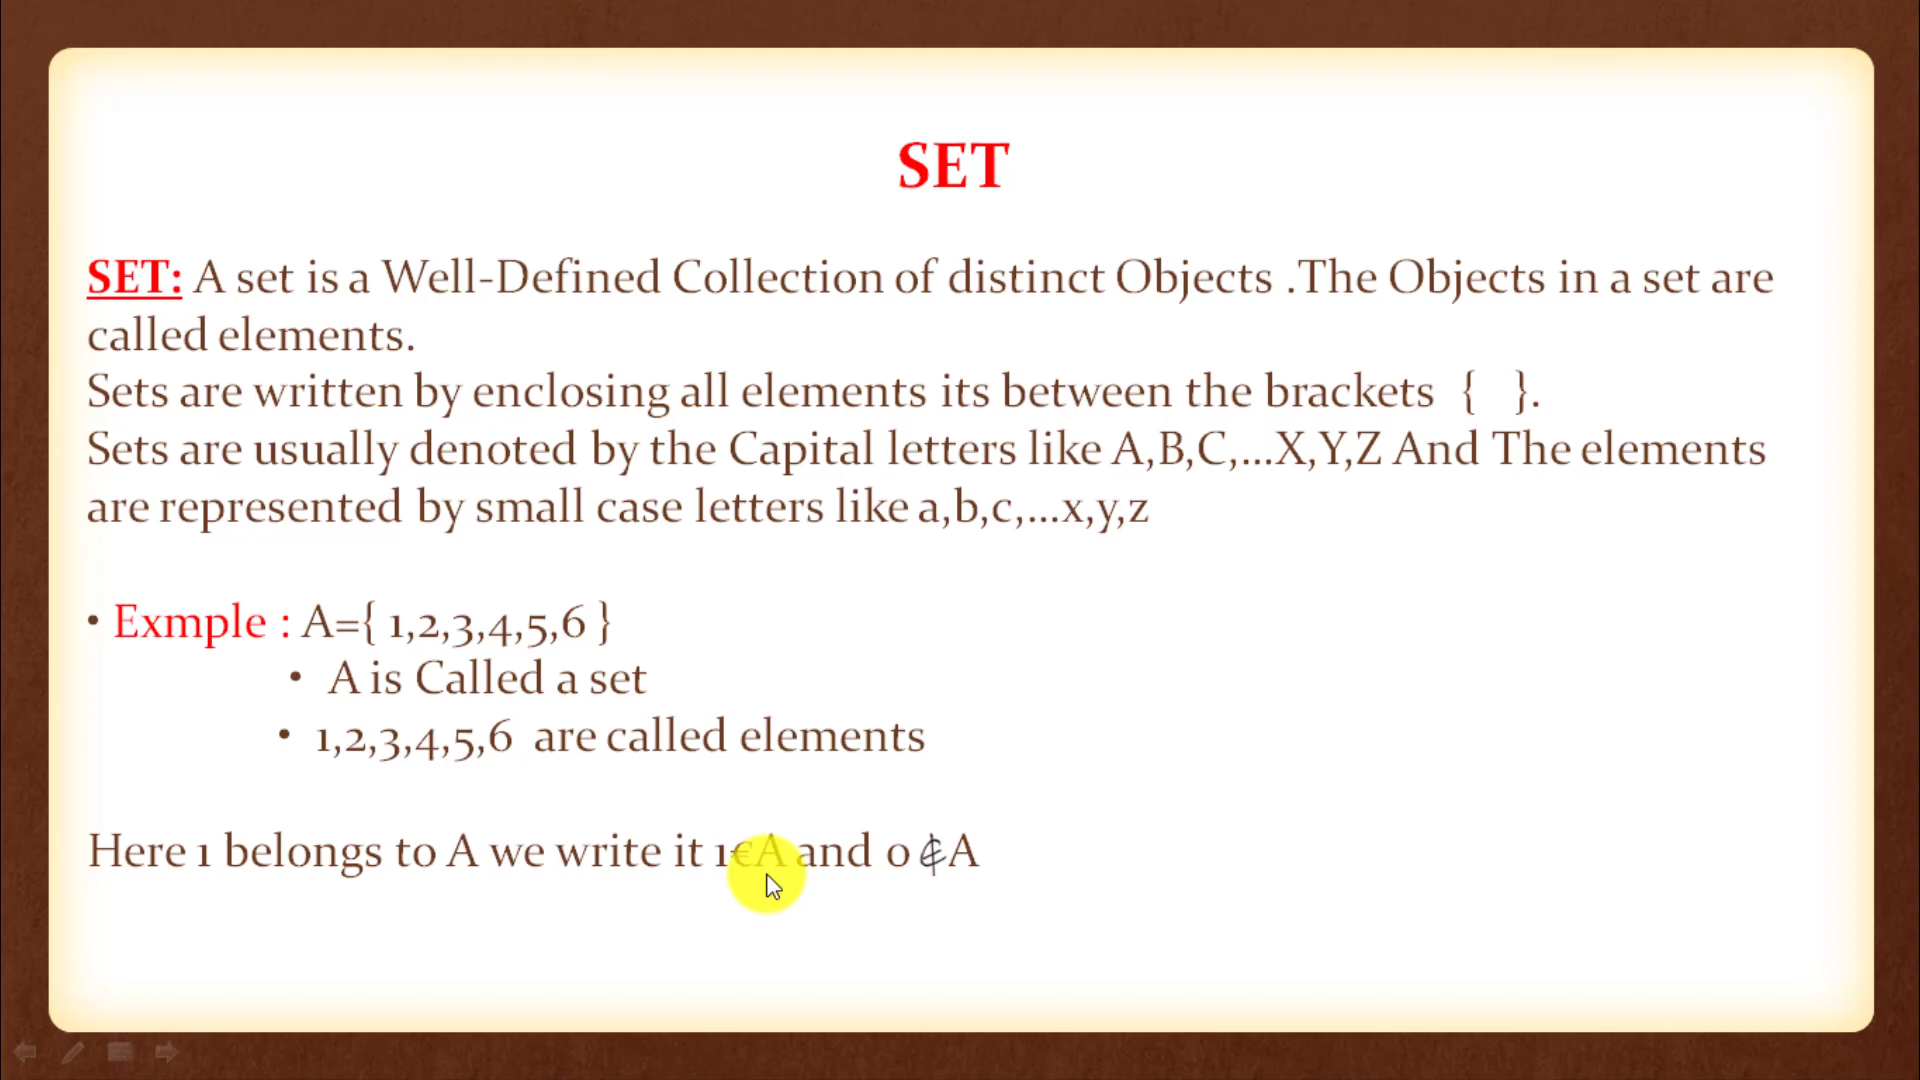 SET
SET: A set is a Well-Defined Collection of distinct Objects .The Objects in a set are
called elements.
Sets are written by enclosing all elements its between the brackets { }.
Sets are usually denoted by the Capital letters like A,B,C,...X,Y,Z And The elements
are represented by small case letters like a,b,c,...x,y,z
• Exmple : A={ 1,2,3,4,5,6 }
• A is Called a set
• 1,2,3,4,5,6 are called elements
Here 1 belongs to A we write it 1€A and 0 ∉ A